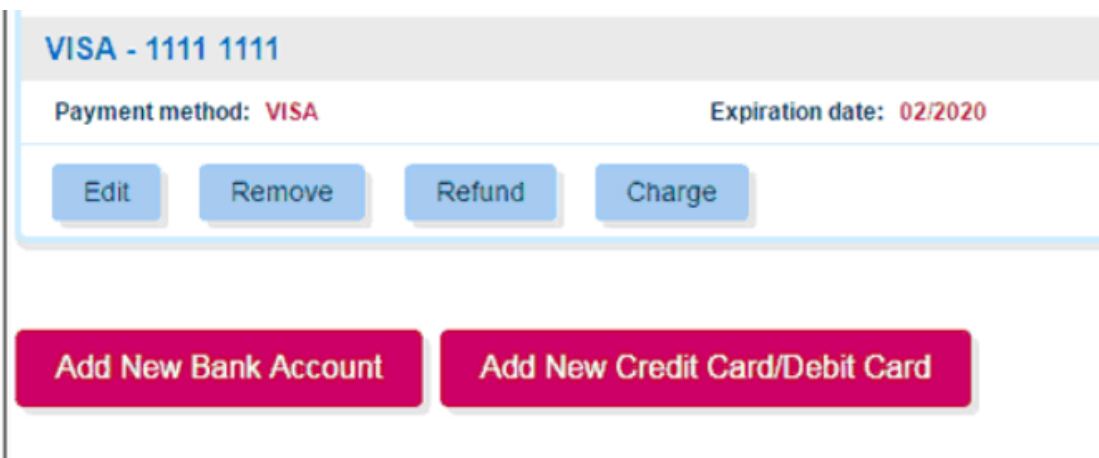 VISA - 1111 1111
Payment method: VISA Expiration date: 02/2020
Edit Remove Refund Charge
Add New Bank Account Add New Credit Card/Debit Card